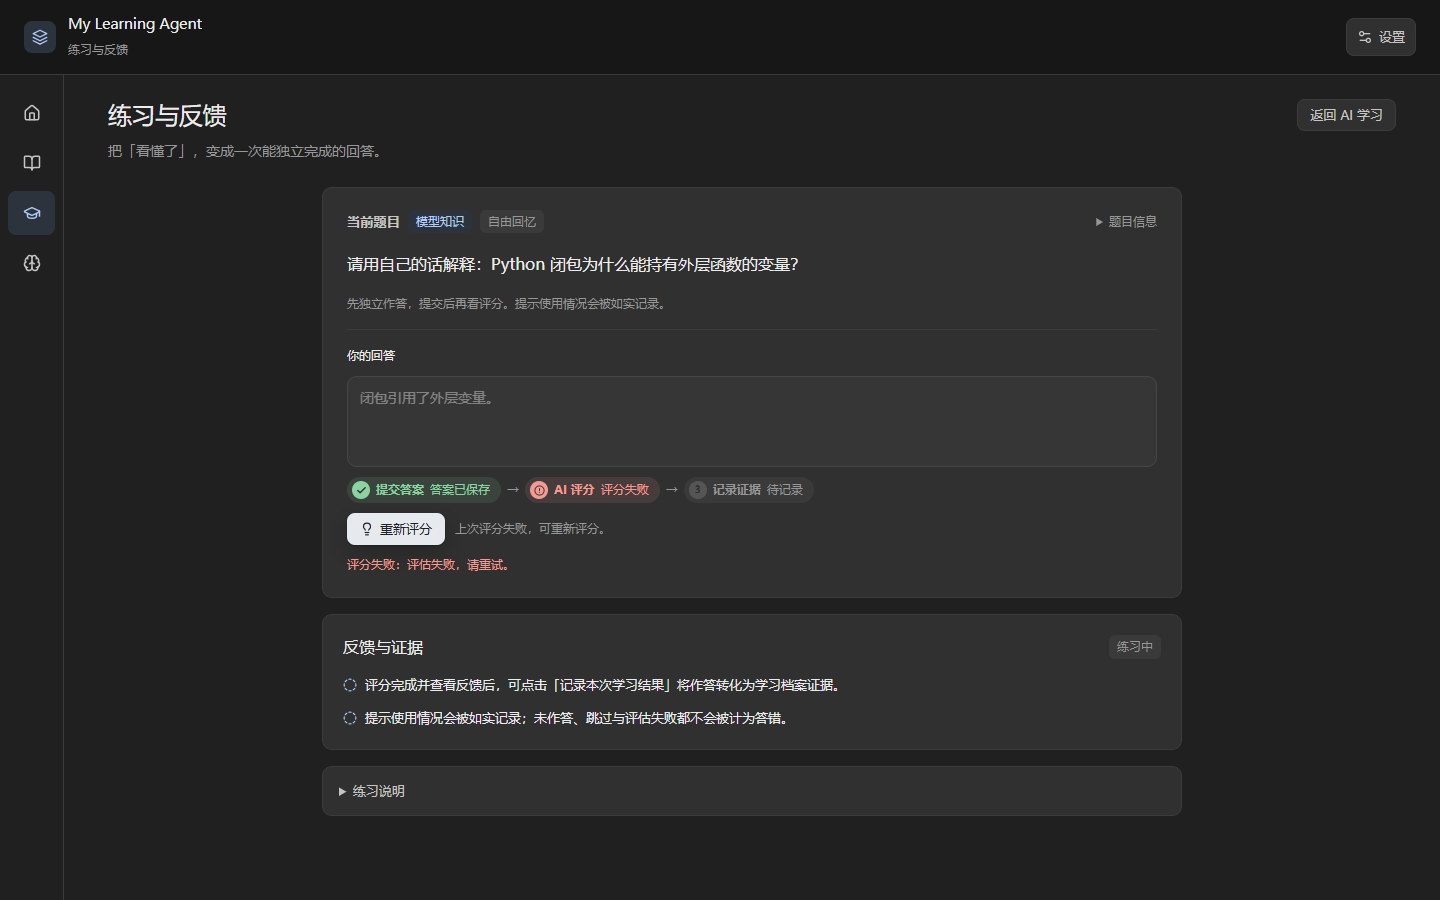 My Learning Agent
练习与反馈
设置
练习与反馈
返回 AI 学习
把「看懂了」，变成一次能独立完成的回答。
当前题目 模型知识 自由回忆 ▶ 题目信息
请用自己的话解释：Python 闭包为什么能持有外层函数的变量？
先独立作答，提交后再看评分。提示使用情况会被如实记录。
你的回答
闭包引用了外层变量。
提交答案 答案已保存 → AI 评分 评分失败 → 3 记录证据 待记录
重新评分 上次评分失败，可重新评分。
评分失败：评估失败，请重试。
反馈与证据 练习中
评分完成并查看反馈后，可点击「记录本次学习结果」将作答转化为学习档案证据。
提示使用情况会被如实记录；未作答、跳过与评估失败都不会被计为答错。
▶ 练习说明